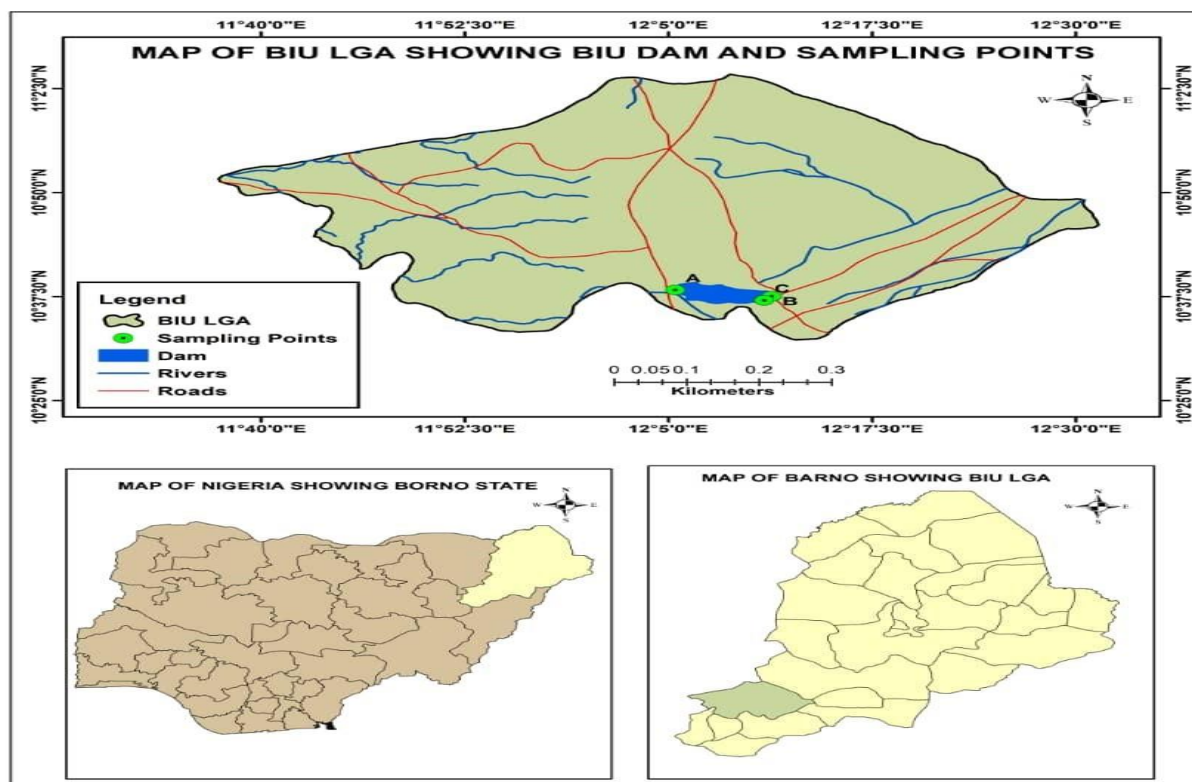 11°40'0"E 11°52'30"E 12°5'0"E 12°17'30"E 12°30'0"E
MAP OF BIU LGA SHOWING BIU DAM AND SAMPLING POINTS
11°2'30"N 11°2'30"N
N
W E
S
10°50'0"N 10°50'0"N
A
C
B
10°37'30"N 10°37'30"N
Legend
BIU LGA
Sampling Points
Dam
Rivers
Roads
0 0.05 0.1 0.2 0.3
Kilometers
10°25'0"N 10°25'0"N
11°40'0"E 11°52'30"E 12°5'0"E 12°17'30"E 12°30'0"E
MAP OF NIGERIA SHOWING BORNO STATE
N
W E
S
MAP OF BARNO SHOWING BIU LGA
N
W E
S